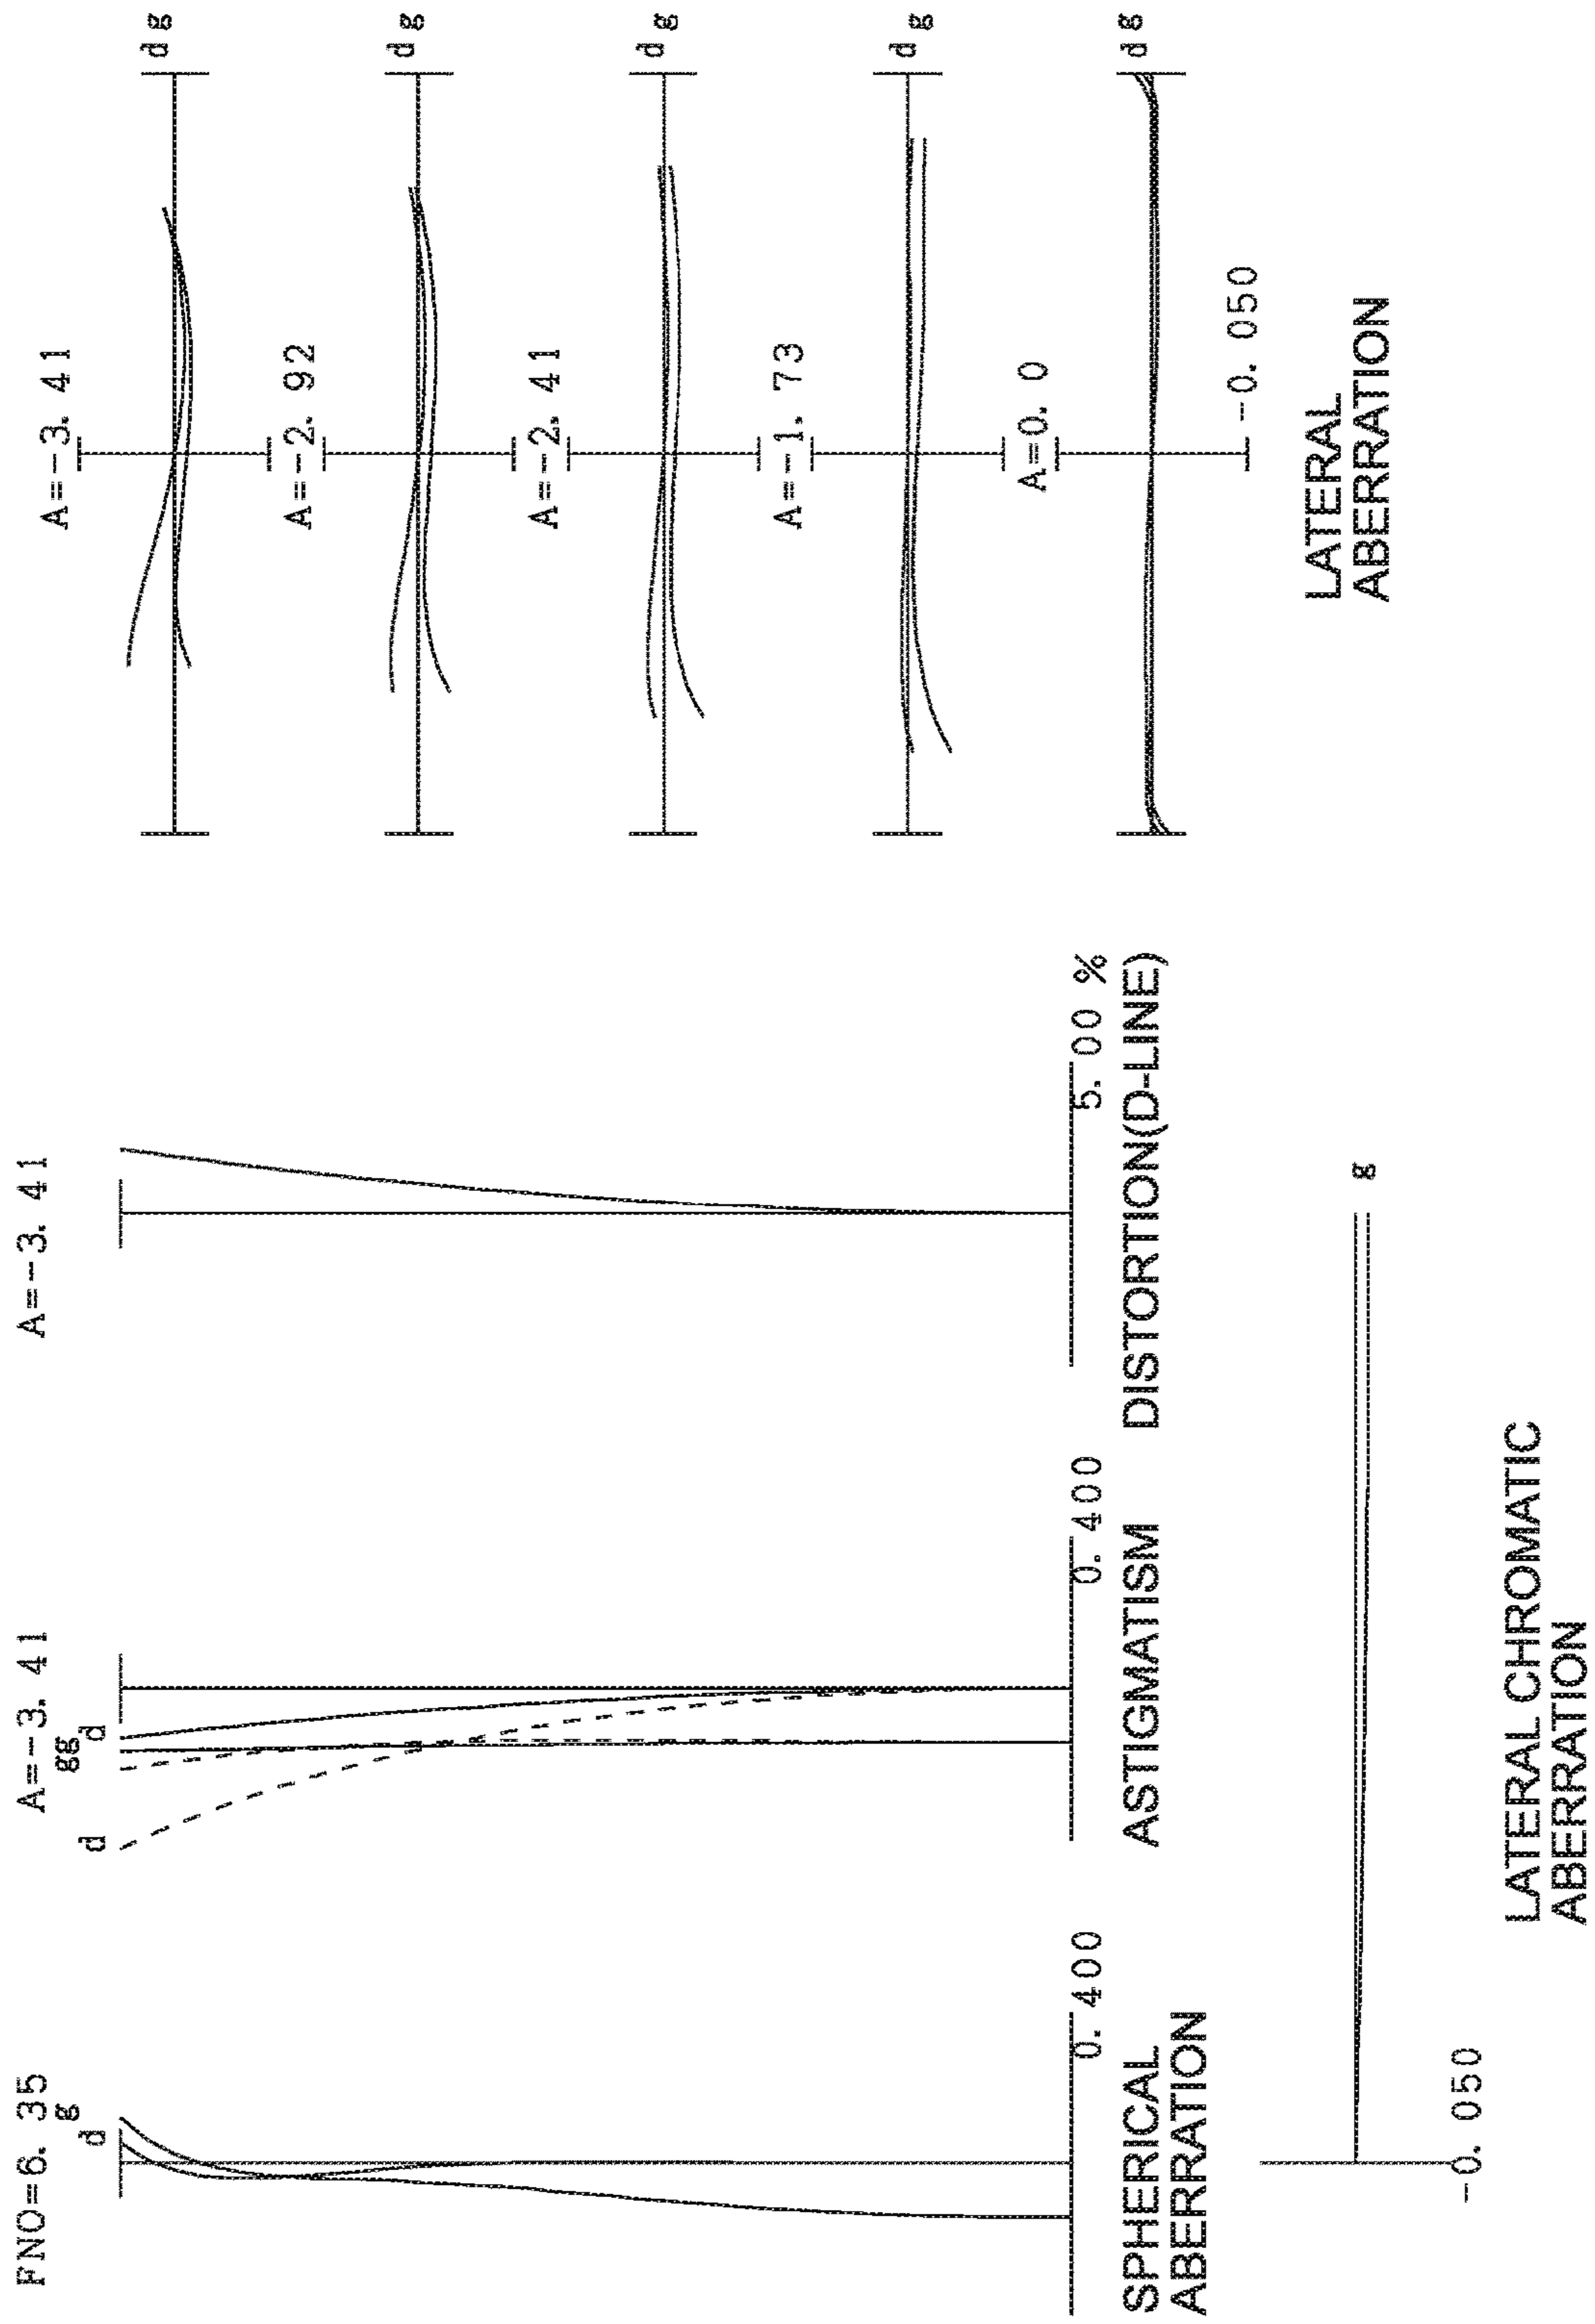 FNO=6. 35
d
g
0. 400
SPHERICAL
ABERRATION
A=-3. 41
d
gg
d
0. 400
ASTIGMATISM
A=-3. 41
5. 00 %
DISTORTION(D-LINE)
-0. 050
g
LATERAL CHROMATIC
ABERRATION
A=-3. 41
d g
A=-2. 92
d g
A=-2. 41
d g
A=-1. 73
d g
A=0. 0
d g
-0. 050
LATERAL
ABERRATION